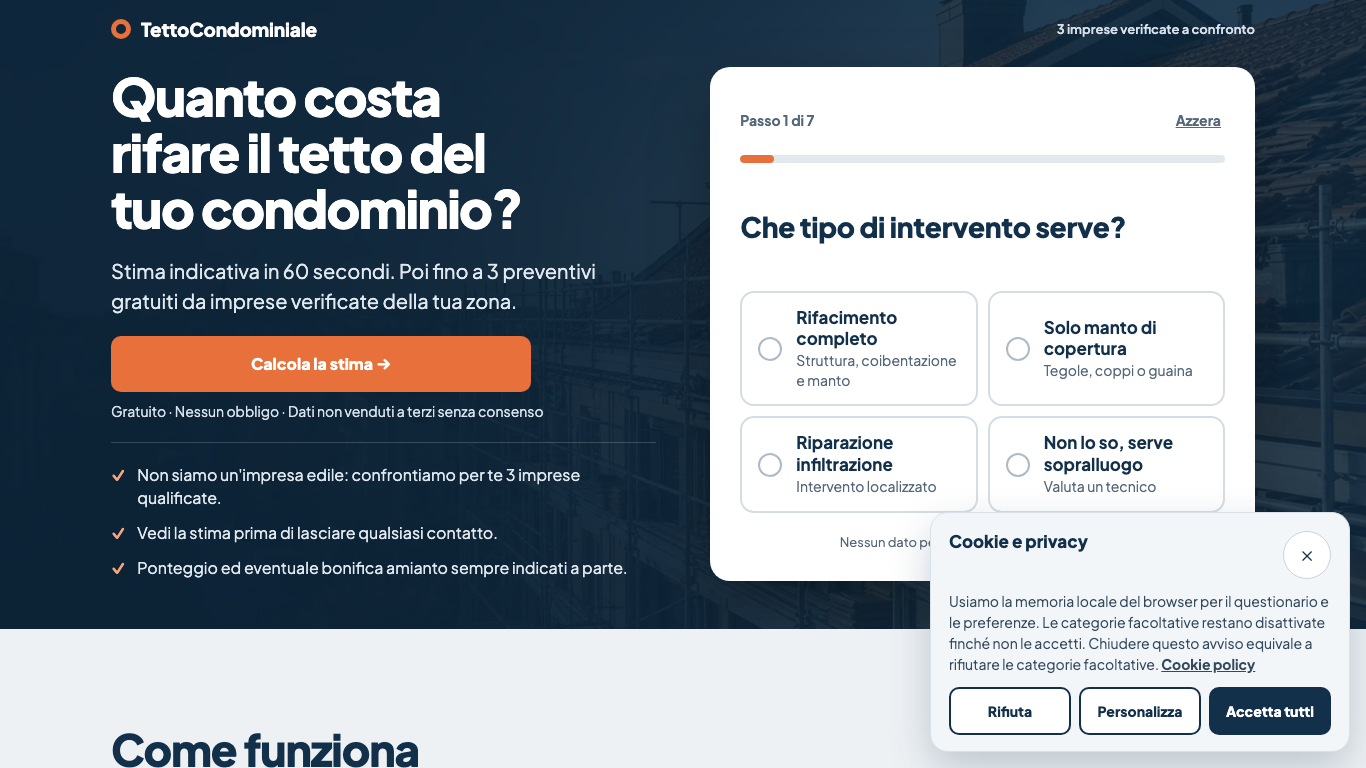 TettoCondominiale
3 imprese verificate a confronto
Quanto costa
rifare il tetto del
tuo condominio?
Stima indicativa in 60 secondi. Poi fino a 3 preventivi
gratuiti da imprese verificate della tua zona.
Calcola la stima →
Gratuito · Nessun obbligo · Dati non venduti a terzi senza consenso
Non siamo un'impresa edile: confrontiamo per te 3 imprese
qualificate.
Vedi la stima prima di lasciare qualsiasi contatto.
Ponteggio ed eventuale bonifica amianto sempre indicati a parte.
Passo 1 di 7
Azzera
Che tipo di intervento serve?
Rifacimento
completo
Struttura, coibentazione
e manto
Solo manto di
copertura
Tegole, coppi o guaina
Riparazione
infiltrazione
Intervento localizzato
Non lo so, serve
sopralluogo
Valuta un tecnico
Nessun dato
Cookie e privacy
Usiamo la memoria locale del browser per il questionario e
le preferenze. Le categorie facoltative restano disattivate
finché non le accetti. Chiudere questo avviso equivale a
rifiutare le categorie facoltative. Cookie policy
Rifiuta
Personalizza
Accetta tutti
Come funziona